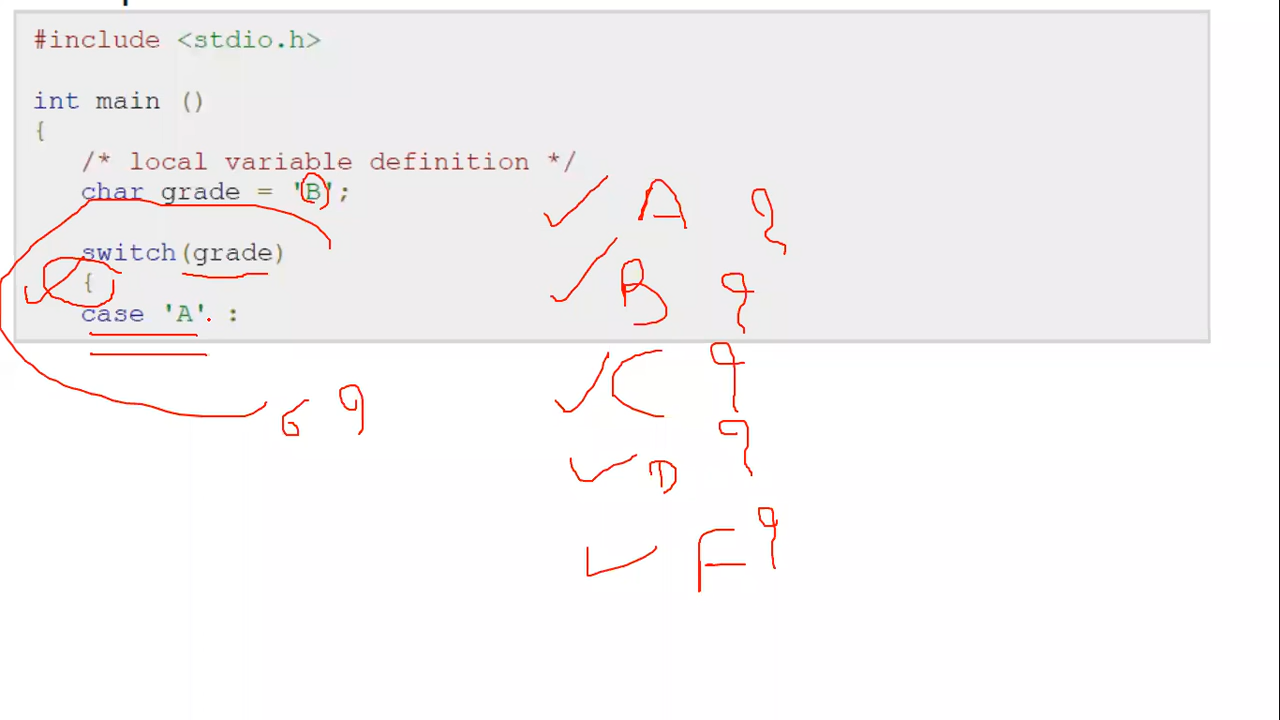 #include <stdio.h>
int main ()
{
/* local variable definition */
char grade = 'B';
switch(grade)
{
case 'A' :
A
B
C
D
F